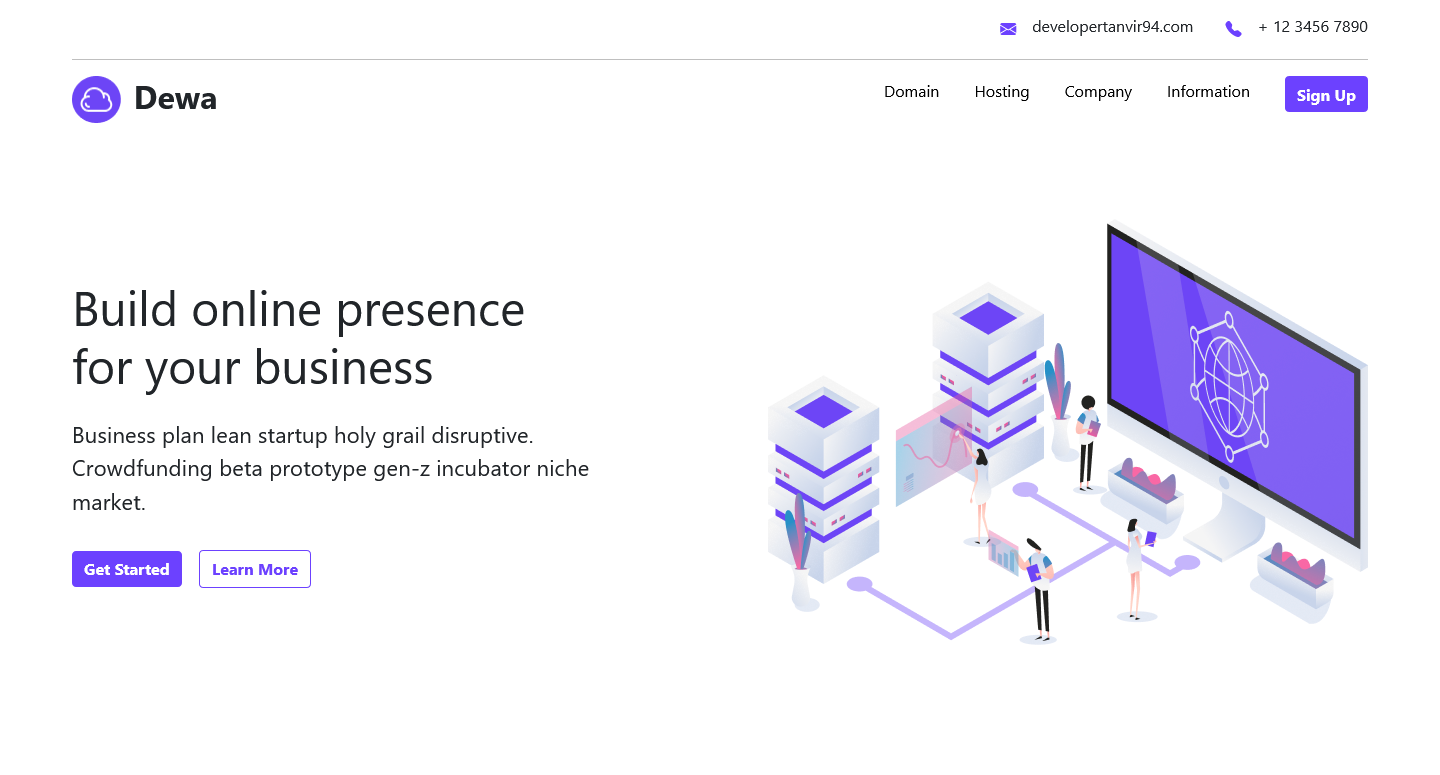 developertanvir94.com
+ 12 3456 7890
Dewa
Domain
Hosting
Company
Information
Sign Up
Build online presence
for your business
Business plan lean startup holy grail disruptive.
Crowdfunding beta prototype gen-z incubator niche
market.
Get Started
Learn More